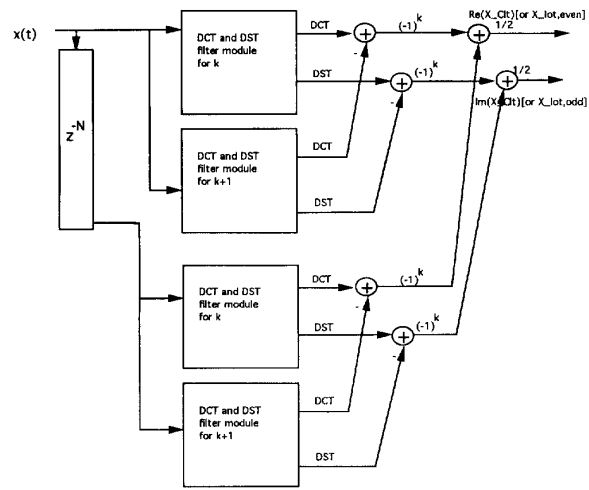 x(t)
z^-N
DCT and DST
filter module
for k
DCT
DST
-
-
(-1)^k
(-1)^k
Re(X_Clt)[or X_lot,even]
1/2
1/2
Im(X_Clt)[or X_lot,odd]
DCT and DST
filter module
for k+1
DCT
DST
DCT and DST
filter module
for k
DCT
DST
-
-
(-1)^k
(-1)^k
DCT and DST
filter module
for k+1
DCT
DST